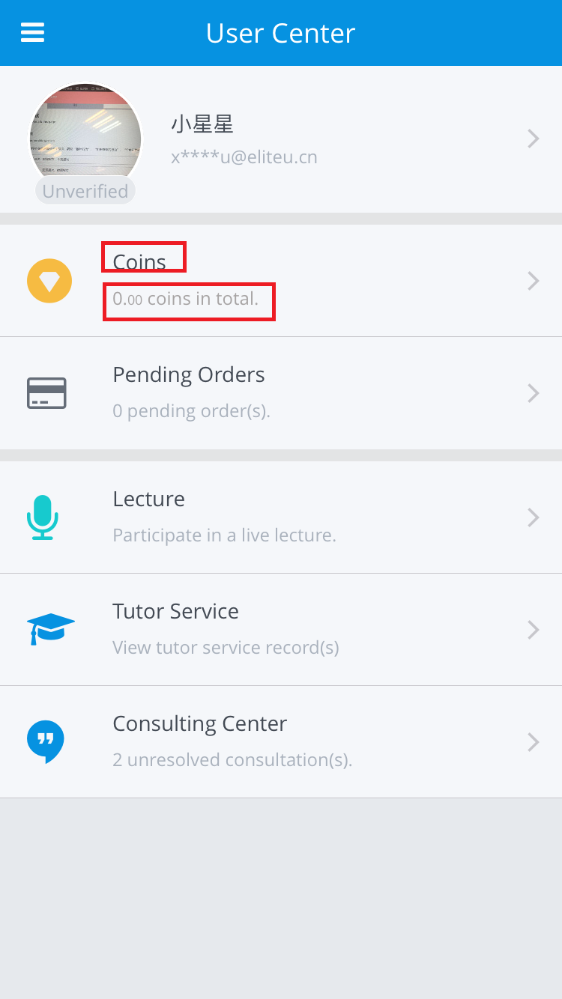 User Center
小星星
x****u@eliteu.cn
Unverified
Coins
0.00 coins in total.
Pending Orders
0 pending order(s).
Lecture
Participate in a live lecture.
Tutor Service
View tutor service record(s)
Consulting Center
2 unresolved consultation(s).